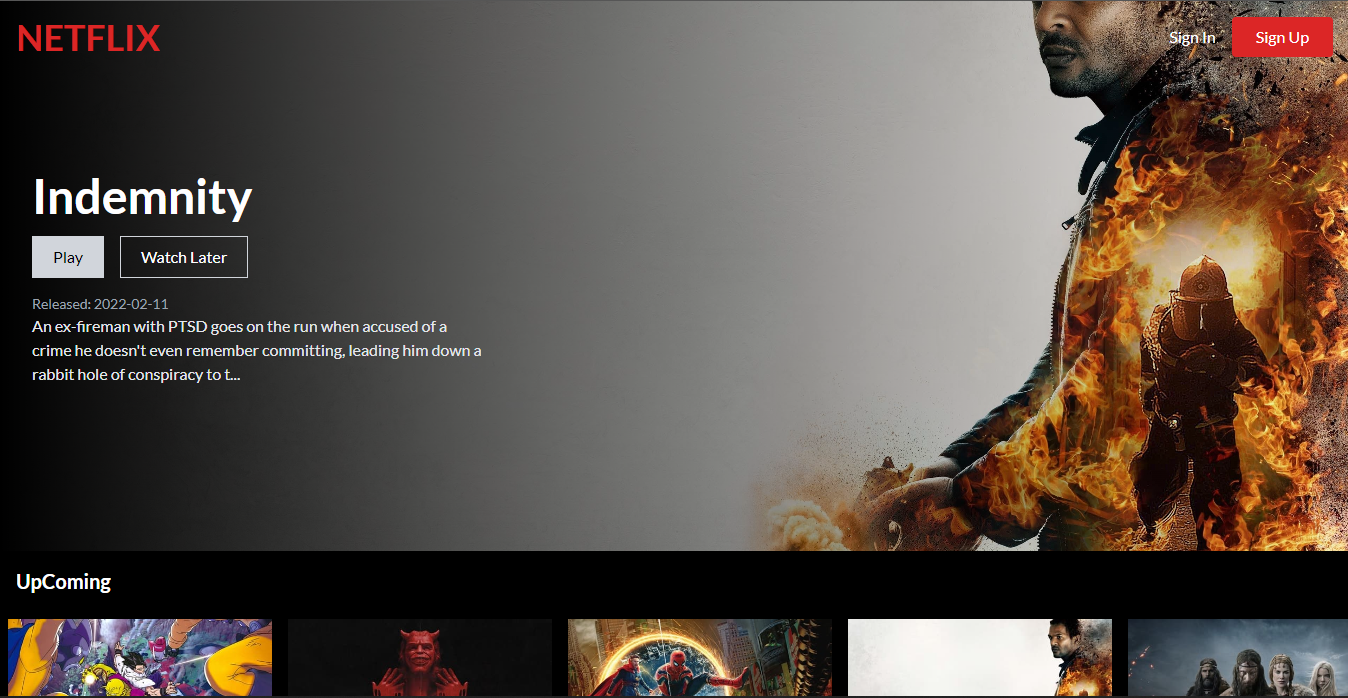 NETFLIX
Sign In
Sign Up
Indemnity
Play
Watch Later
Released: 2022-02-11
An ex-fireman with PTSD goes on the run when accused of a
crime he doesn't even remember committing, leading him down a
rabbit hole of conspiracy to t...
UpComing